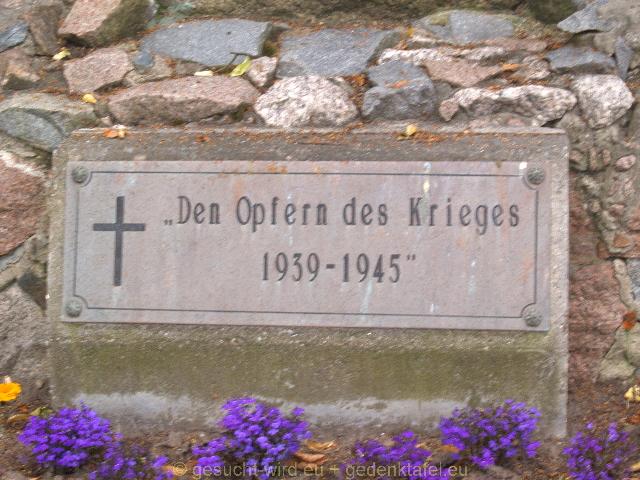 „Den Opfern des Krieges
1939-1945"
© gesucht-wird.eu + gedenktafel.eu